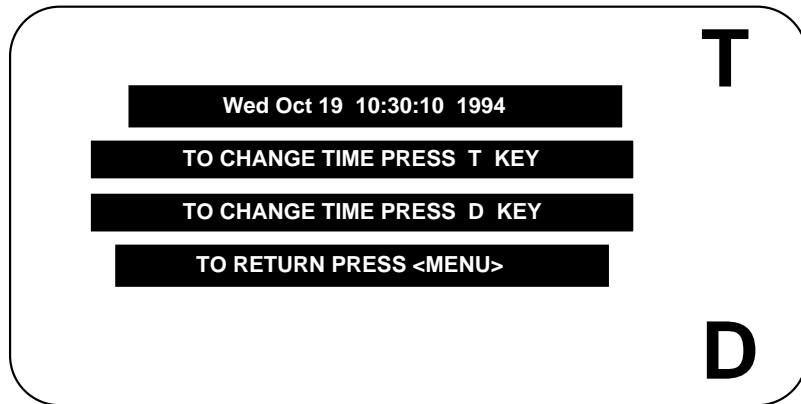 T
Wed Oct 19 10:30:10 1994
TO CHANGE TIME PRESS T KEY
TO CHANGE TIME PRESS D KEY
TO RETURN PRESS <MENU>
D